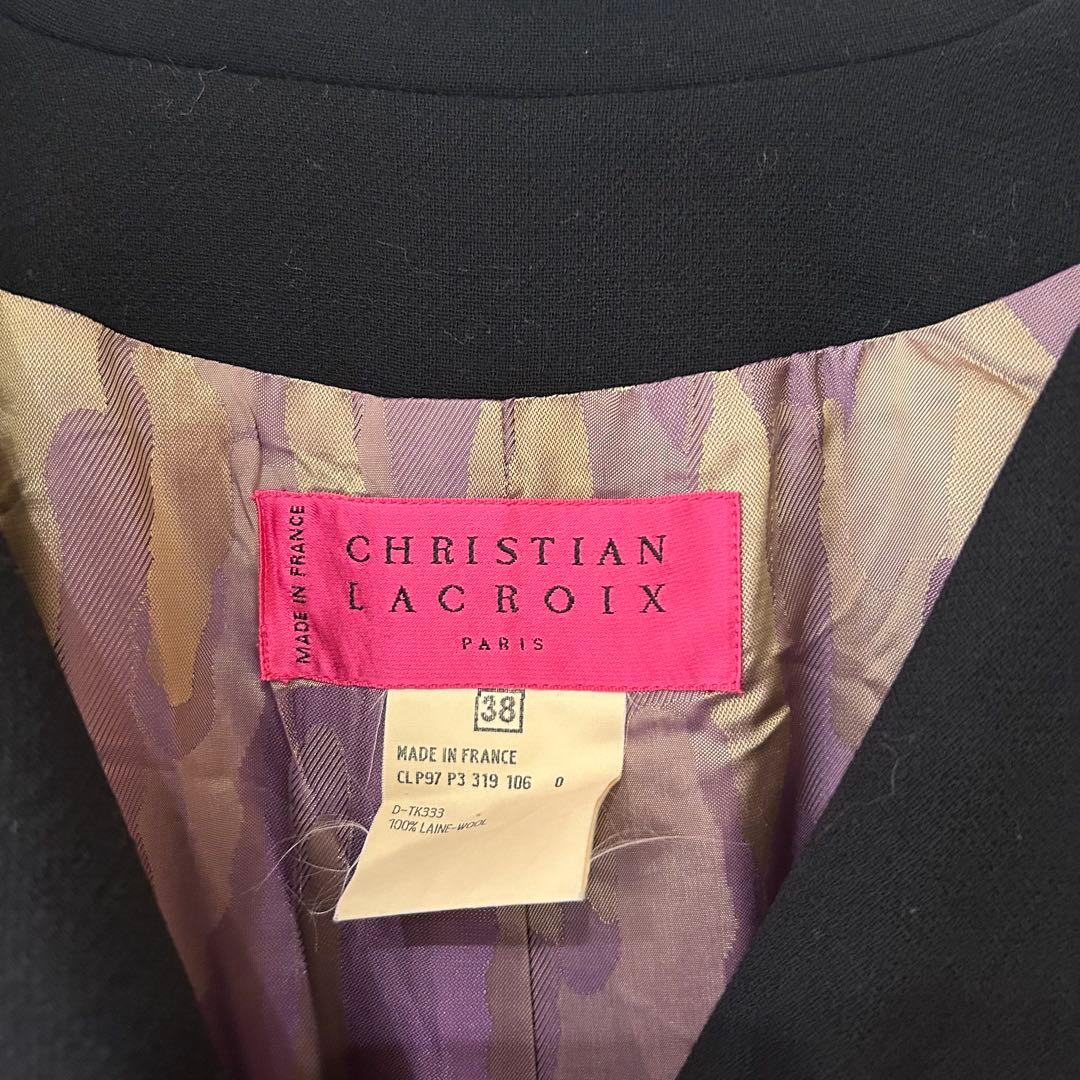 MADE IN FRANCE
CHRISTIAN
LACROIX
PARIS
38
MADE IN FRANCE
CLP97 P3 319 106 0
D-TK333
100% LAINE-WOOL